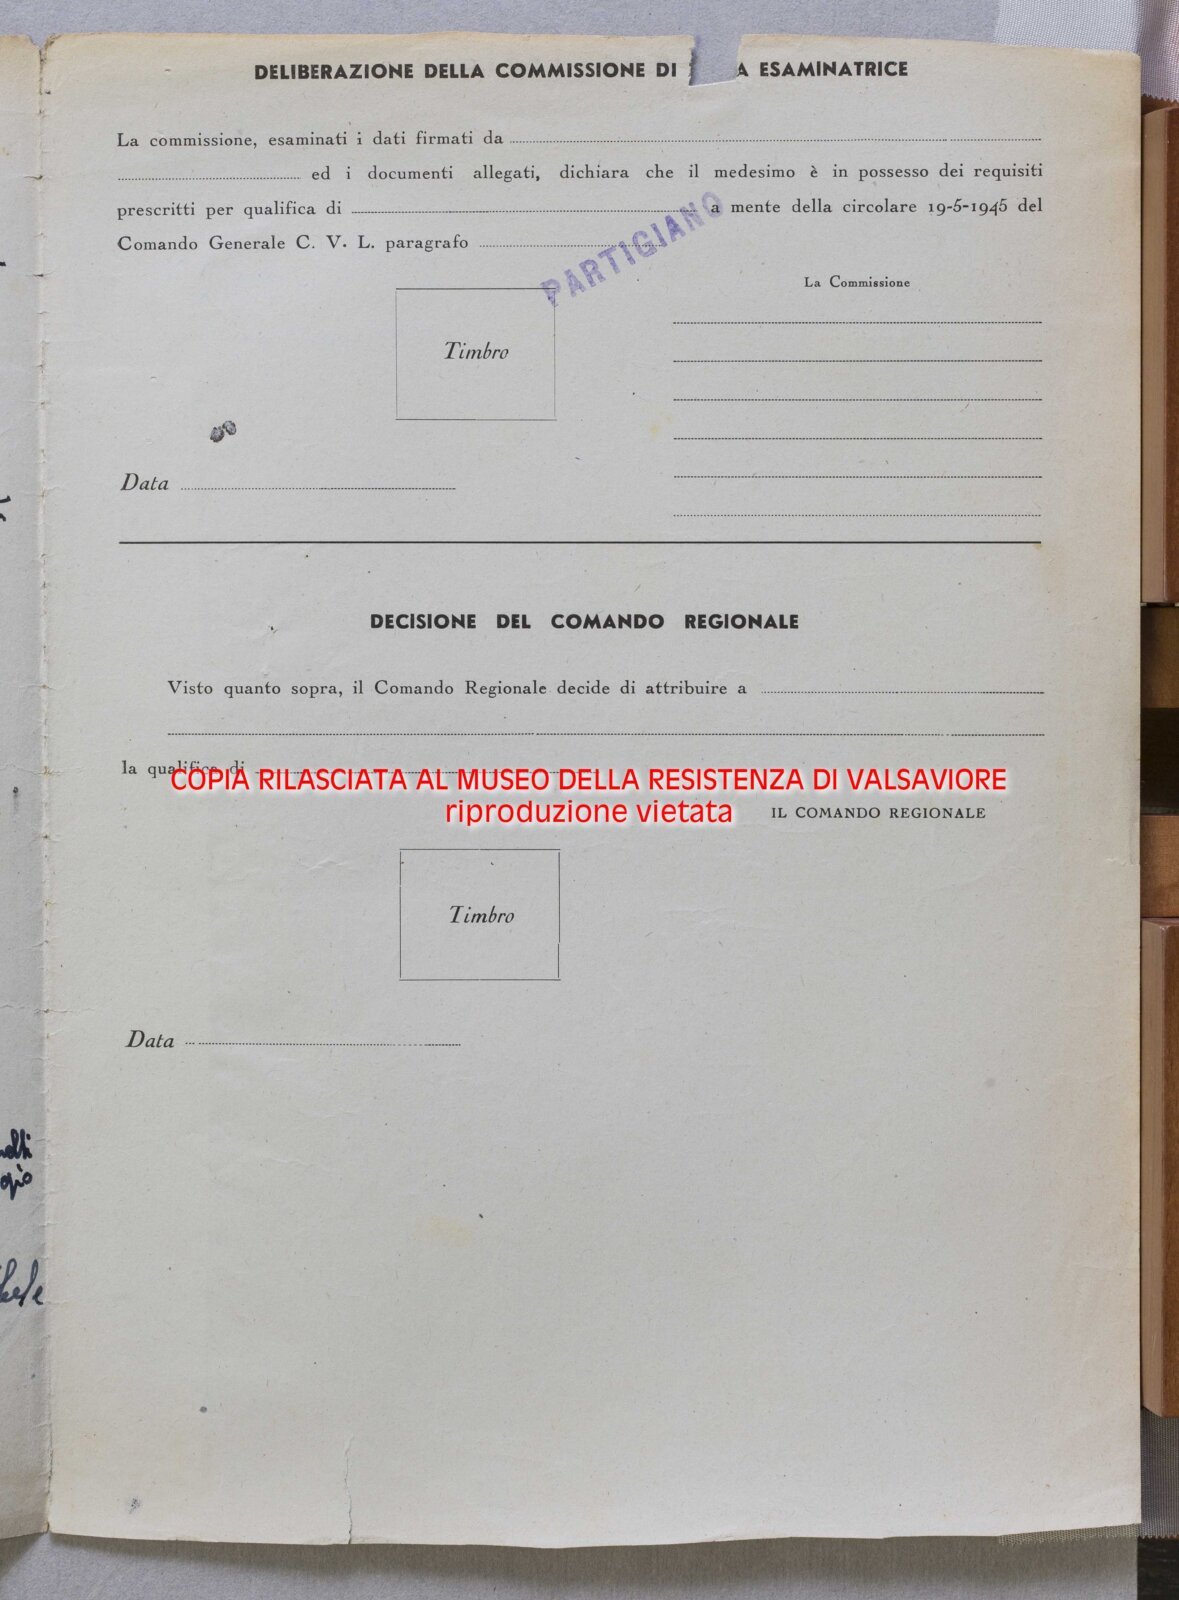 DELIBERAZIONE DELLA COMMISSIONE DI A ESAMINATRICE
La commissione, esaminati i dati firmati da
ed i documenti allegati, dichiara che il medesimo è in possesso dei requisiti
prescritti per qualifica di a mente della circolare 19-5-1945 del
Comando Generale C. V. L. paragrafo
PARTIGIANO
La Commissione
Timbro
Data
DECISIONE DEL COMANDO REGIONALE
Visto quanto sopra, il Comando Regionale decide di attribuire a
la qualifica di
COPIA RILASCIATA AL MUSEO DELLA RESISTENZA DI VALSAVIORE
riproduzione vietata
IL COMANDO REGIONALE
Timbro
Data